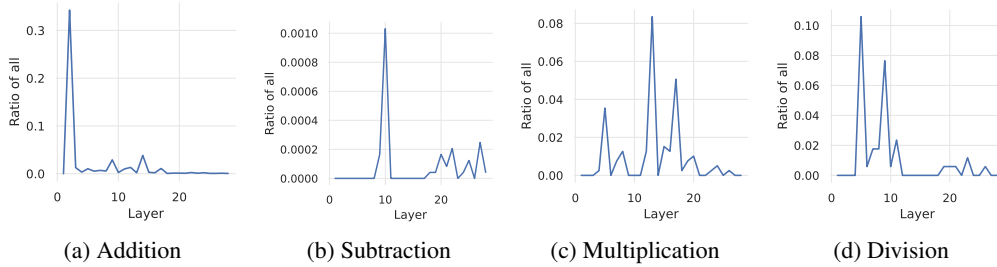 Ratio of all
0.3
0.2
0.1
0.0
0
10
20
Layer
(a) Addition
Ratio of all
0.0010
0.0008
0.0006
0.0004
0.0002
0.0000
0
10
20
Layer
(b) Subtraction
Ratio of all
0.08
0.06
0.04
0.02
0.00
0
10
20
Layer
(c) Multiplication
Ratio of all
0.10
0.08
0.06
0.04
0.02
0.00
0
10
20
Layer
(d) Division